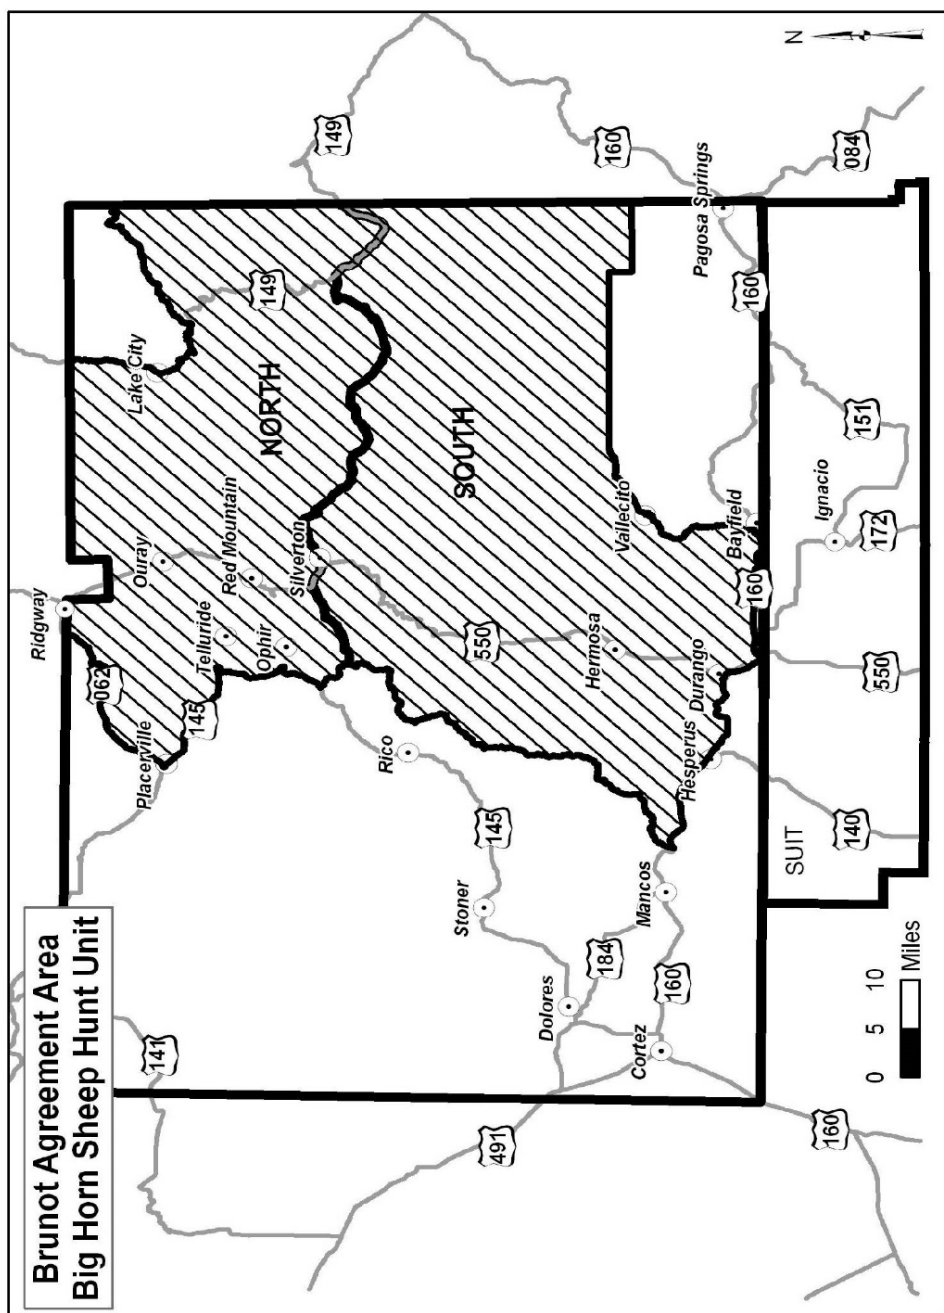 Brunot Agreement Area
Big Horn Sheep Hunt Unit
N
141
491
160
Cortez
Dolores
184
160
Mancos
Stoner
145
Rico
Placerville
062
145
Ridgway
Telluride
Ophir
Ouray
Red Mountain
Silverton
Lake City
149
149
NORTH
SOUTH
550
Hermosa
Durango
Hesperus
Vallecito
Bayfield
160
160
Pagosa Springs
160
084
151
Ignacio
172
550
140
SUIT
0 5 10
Miles